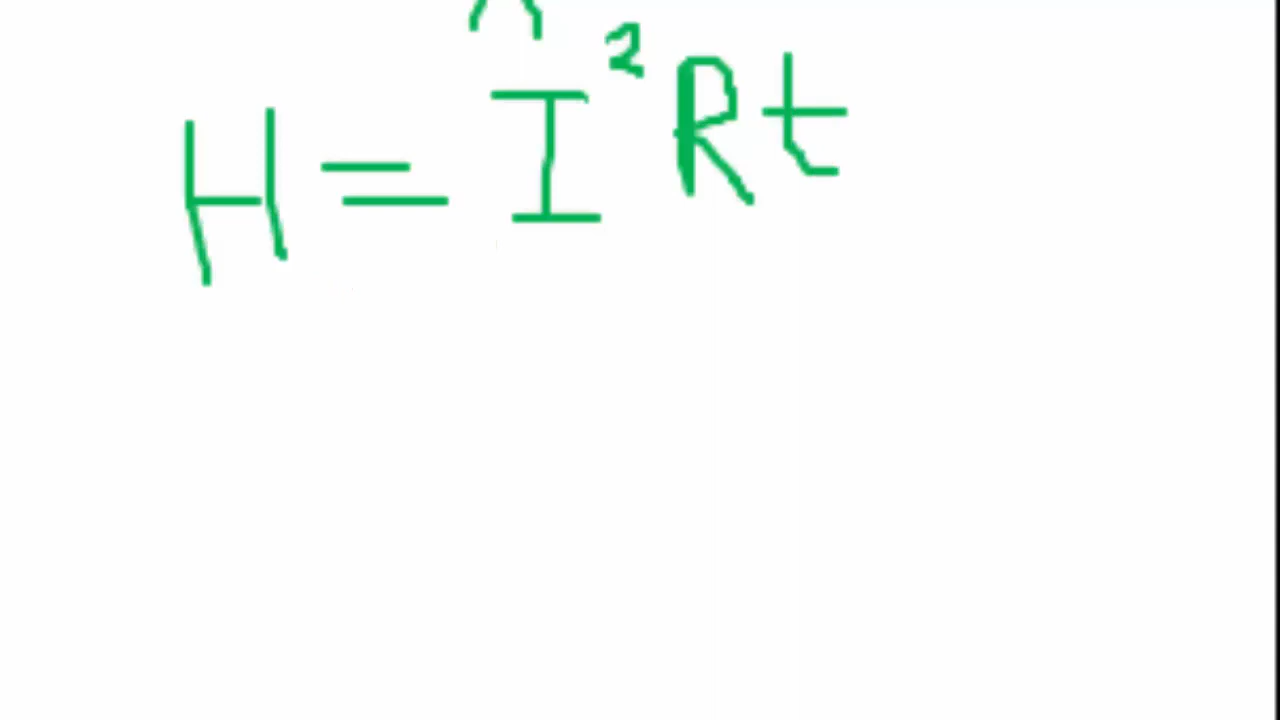 H = I²Rt